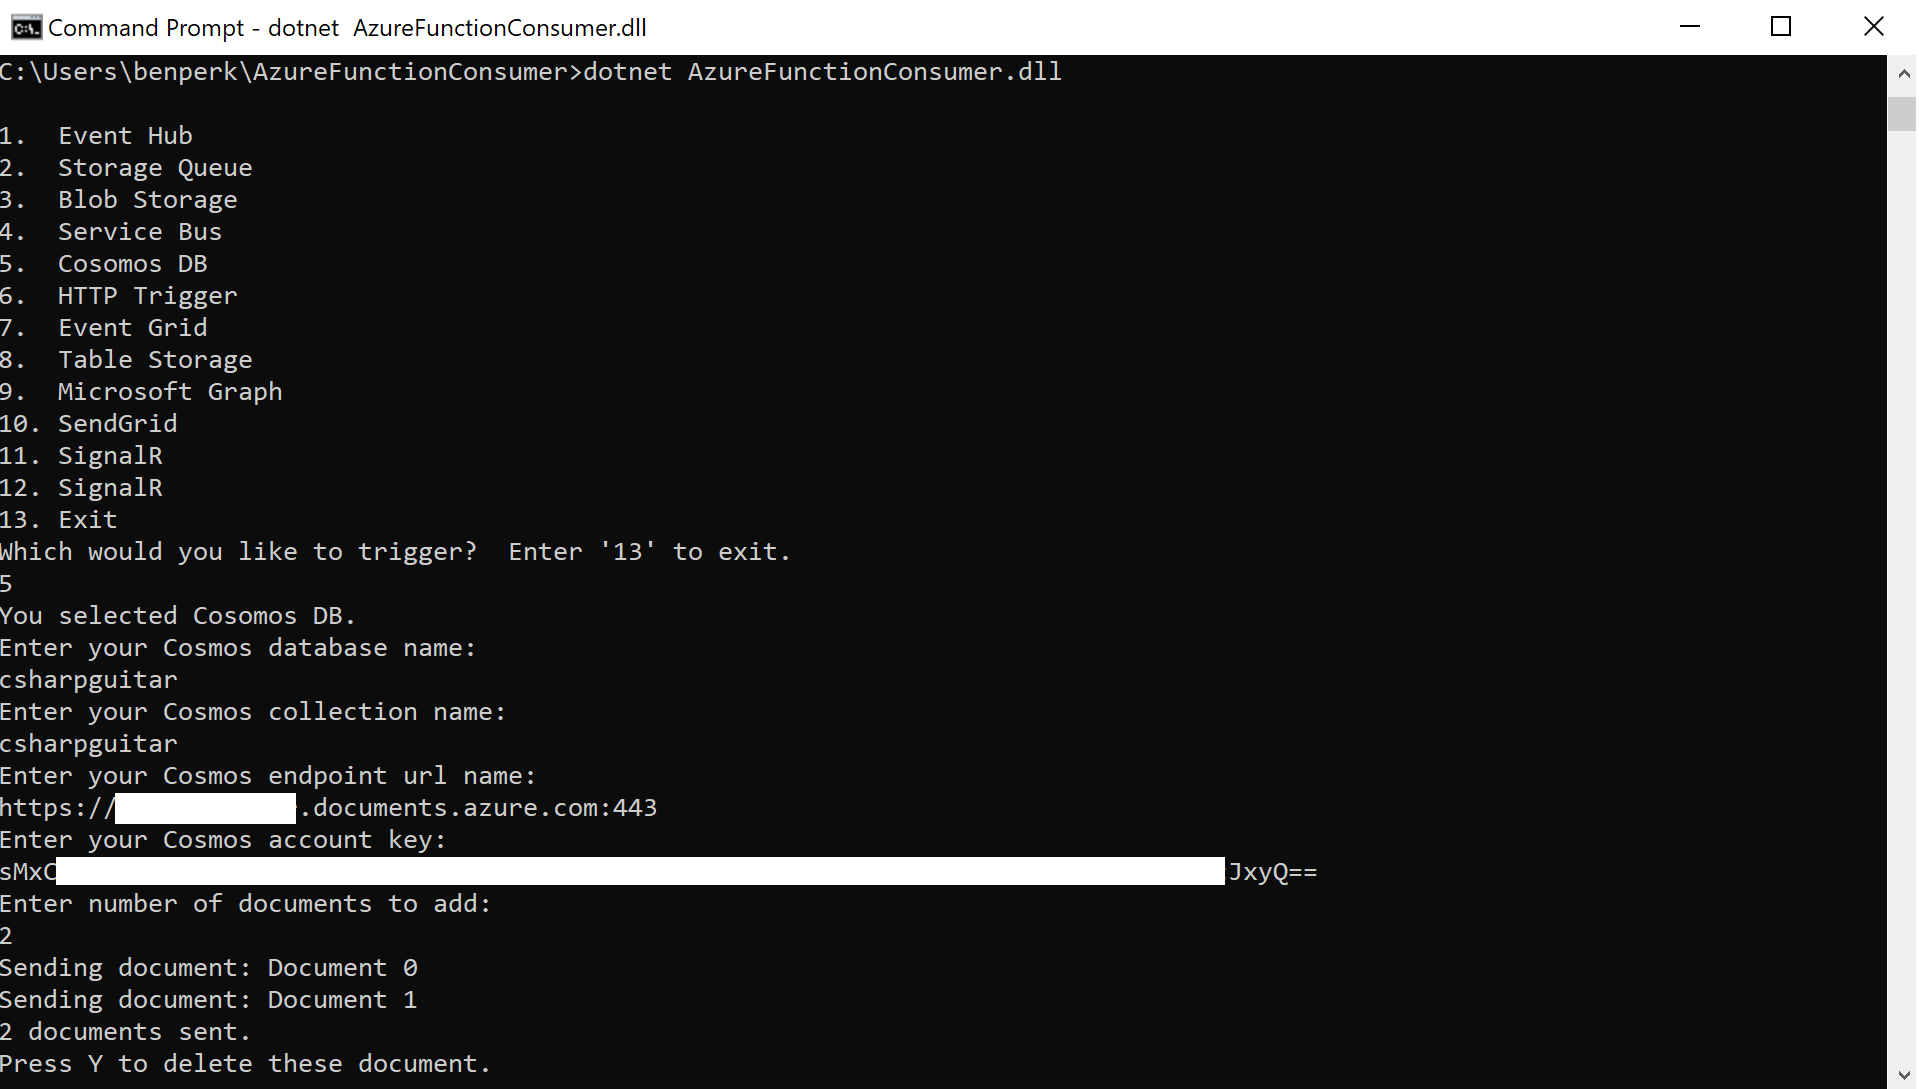 Command Prompt - dotnet  AzureFunctionConsumer.dll
C:\Users\benperk\AzureFunctionConsumer>dotnet AzureFunctionConsumer.dll
1.  Event Hub
2.  Storage Queue
3.  Blob Storage
4.  Service Bus
5.  Cosomos DB
6.  HTTP Trigger
7.  Event Grid
8.  Table Storage
9.  Microsoft Graph
10. SendGrid
11. SignalR
12. SignalR
13. Exit
Which would you like to trigger?  Enter '13' to exit.
5
You selected Cosomos DB.
Enter your Cosmos database name:
csharpguitar
Enter your Cosmos collection name:
csharpguitar
Enter your Cosmos endpoint url name:
https:// .documents.azure.com:443
Enter your Cosmos account key:
sMxC JxyQ==
Enter number of documents to add:
2
Sending document: Document 0
Sending document: Document 1
2 documents sent.
Press Y to delete these document.